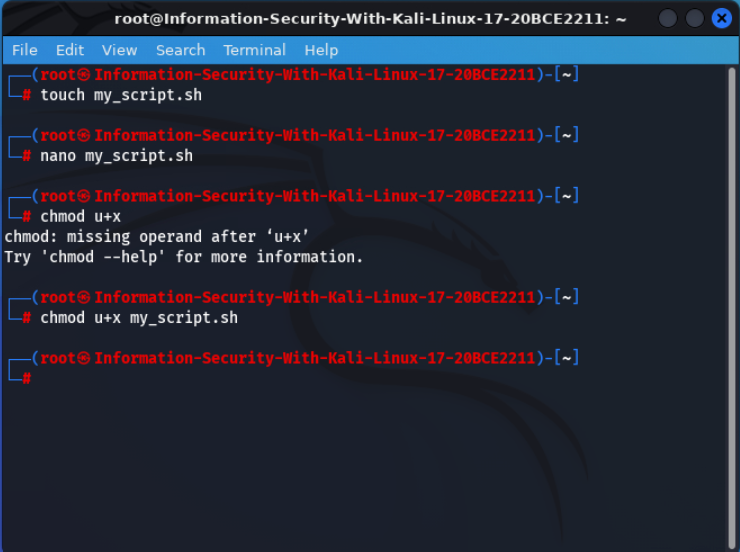 root@Information-Security-With-Kali-Linux-17-20BCE2211: ~
File Edit View Search Terminal Help
┌──(root㉿Information-Security-With-Kali-Linux-17-20BCE2211)-[~]
└─# touch my_script.sh
┌──(root㉿Information-Security-With-Kali-Linux-17-20BCE2211)-[~]
└─# nano my_script.sh
┌──(root㉿Information-Security-With-Kali-Linux-17-20BCE2211)-[~]
└─# chmod u+x
chmod: missing operand after ‘u+x’
Try 'chmod --help' for more information.
┌──(root㉿Information-Security-With-Kali-Linux-17-20BCE2211)-[~]
└─# chmod u+x my_script.sh
┌──(root㉿Information-Security-With-Kali-Linux-17-20BCE2211)-[~]
└─#